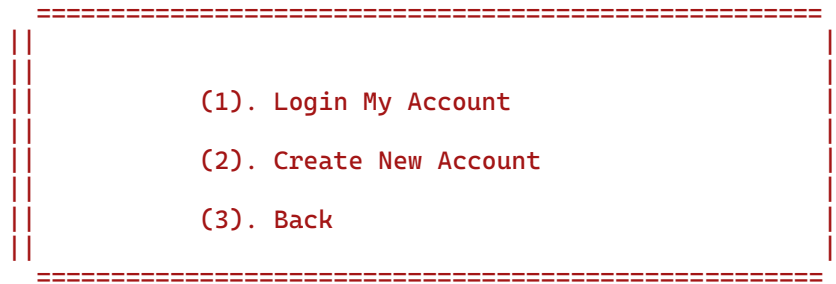 =====================================================
||                                                      |
||                                                      |
||           (1). Login My Account                      |
||                                                      |
||           (2). Create New Account                    |
||                                                      |
||           (3). Back                                  |
||                                                      |
=====================================================